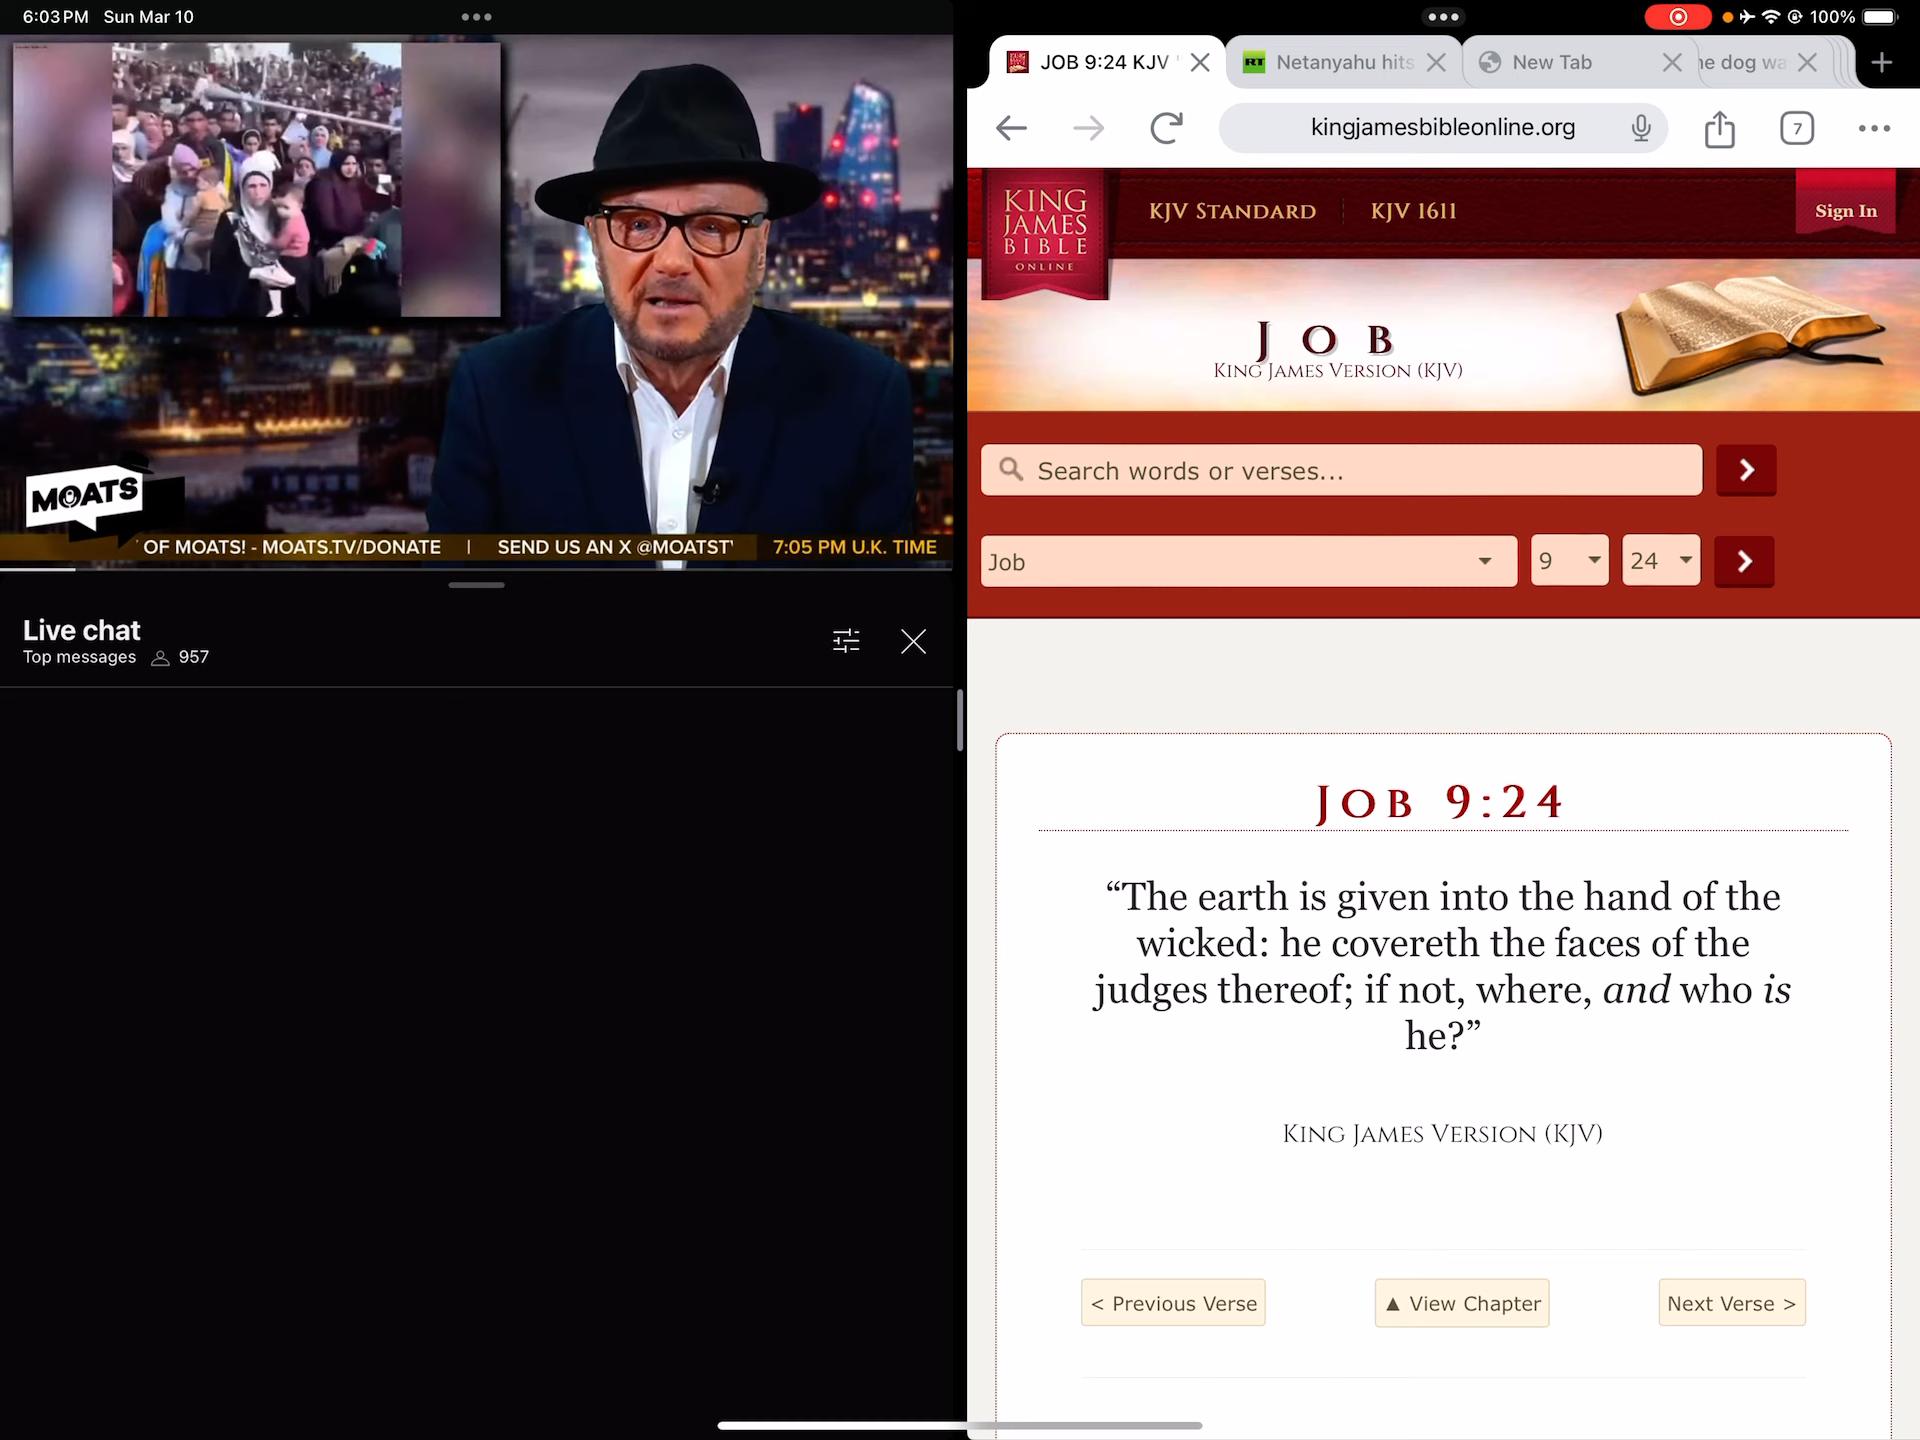 6:03 PM Sun Mar 10
100%
MOATS
OF MOATS! - MOATS.TV/DONATE | SEND US AN X @MOATST
7:05 PM U.K. TIME
Live chat
Top messages 957
JOB 9:24 KJV
RT Netanyahu hits
New Tab
he dog wa
kingjamesbibleonline.org
7
KING
JAMES
BIBLE
ONLINE
KJV STANDARD
KJV 1611
Sign In
JOB
KING JAMES VERSION (KJV)
Search words or verses...
Job 9 24
JOB 9:24
“The earth is given into the hand of the
wicked: he covereth the faces of the
judges thereof; if not, where, and who is
he?”
KING JAMES VERSION (KJV)
< Previous Verse
▲ View Chapter
Next Verse >